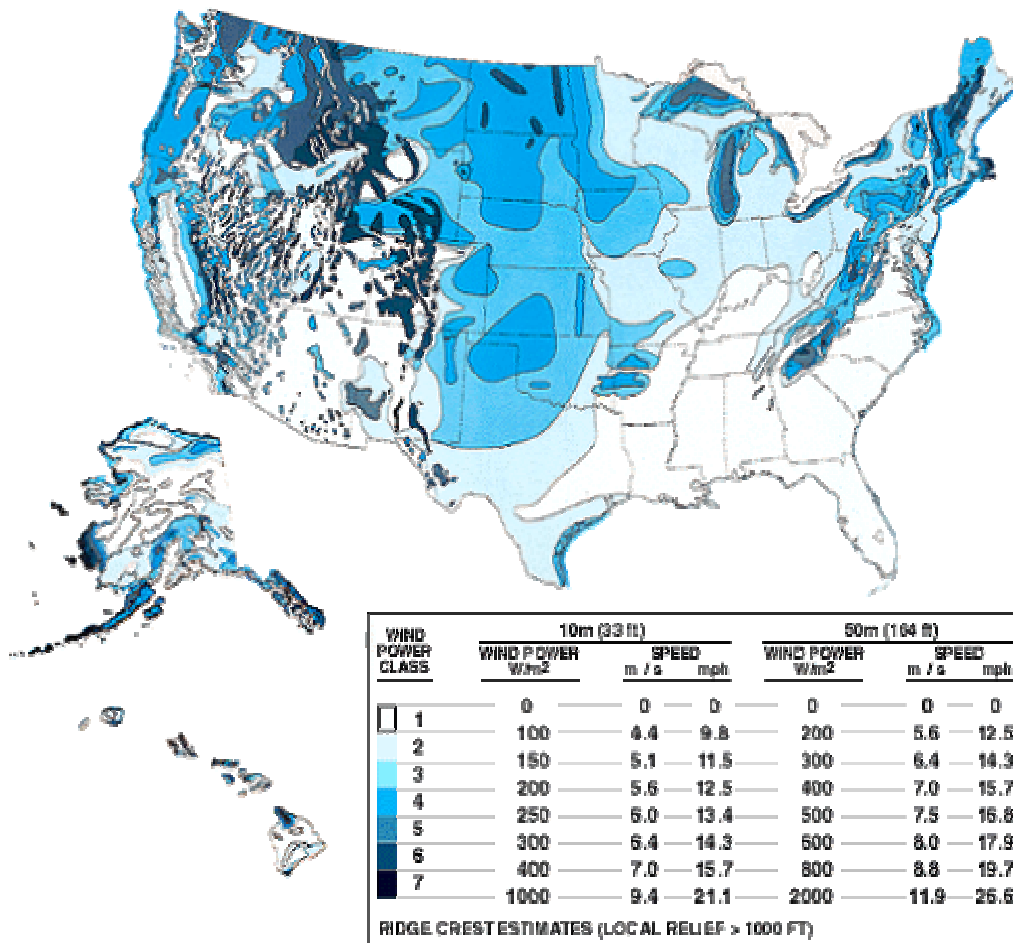 10m (33 ft) 50m (164 ft)
WIND POWER CLASS WIND POWER W/m² SPEED m / s mph WIND POWER W/m² SPEED m / s mph
0 0 0 0 0 0
1
100 4.4 9.8 200 5.6 12.5
2
150 5.1 11.5 300 6.4 14.3
3
200 5.6 12.5 400 7.0 15.7
4
250 6.0 13.4 500 7.5 16.8
5
300 6.4 14.3 600 8.0 17.9
6
400 7.0 15.7 800 8.8 19.7
7
1000 9.4 21.1 2000 11.9 26.6
RIDGE CREST ESTIMATES (LOCAL RELIEF > 1000 FT)